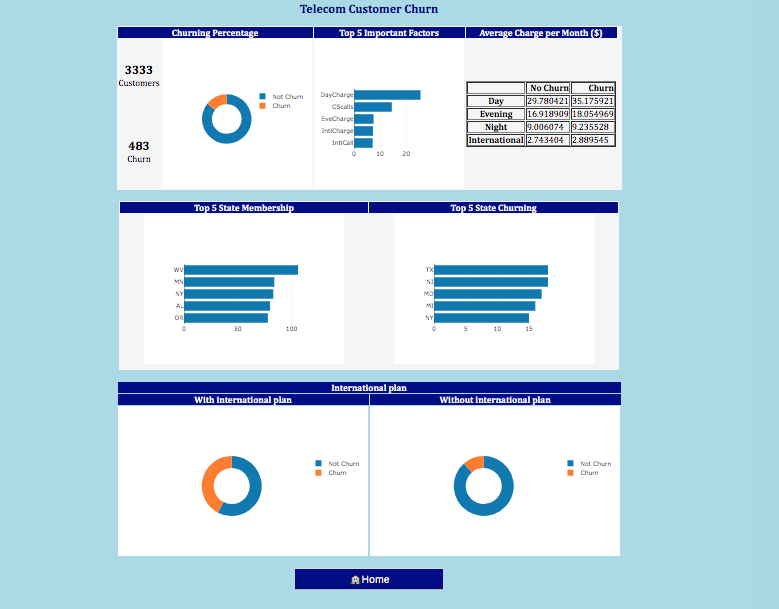 Telecom Customer Churn
Churning Percentage
3333
Customers
483
Churn
Not Churn
Churn
Top 5 Important Factors
DayCharge
CScalls
EveCharge
IntlCharge
IntlCall
0 10 20
Average Charge per Month ($)
No Churn Churn
Day 29.780421 35.175921
Evening 16.918909 18.054969
Night 9.006074 9.235528
International 2.743404 2.889545
Top 5 State Membership
WV
MN
NY
AL
OR
0 50 100
Top 5 State Churning
TX
NJ
MD
MI
NY
0 5 10 15
International plan
With international plan
Not Churn
Churn
Without international plan
Not Churn
Churn
Home